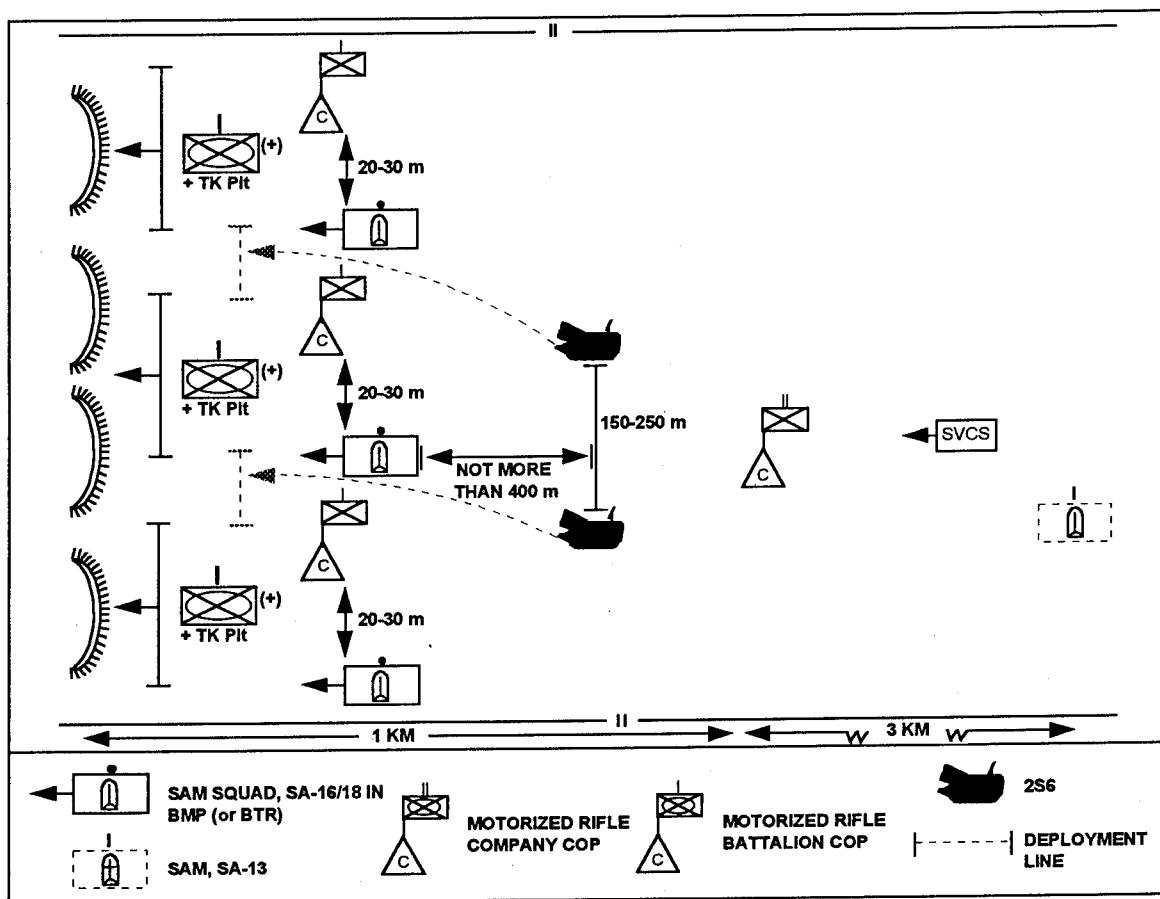 II
C
20-30 m
(+)
+ TK Plt
C
20-30 m
(+)
+ TK Plt
150-250 m
SVCS
NOT MORE
THAN 400 m
C
C
20-30 m
(+)
+ TK Plt
II
1 KM
3 KM
SAM SQUAD, SA-16/18 IN
BMP (or BTR)
SAM, SA-13
C
MOTORIZED RIFLE
COMPANY COP
C
MOTORIZED RIFLE
BATTALION COP
2S6
DEPLOYMENT
LINE